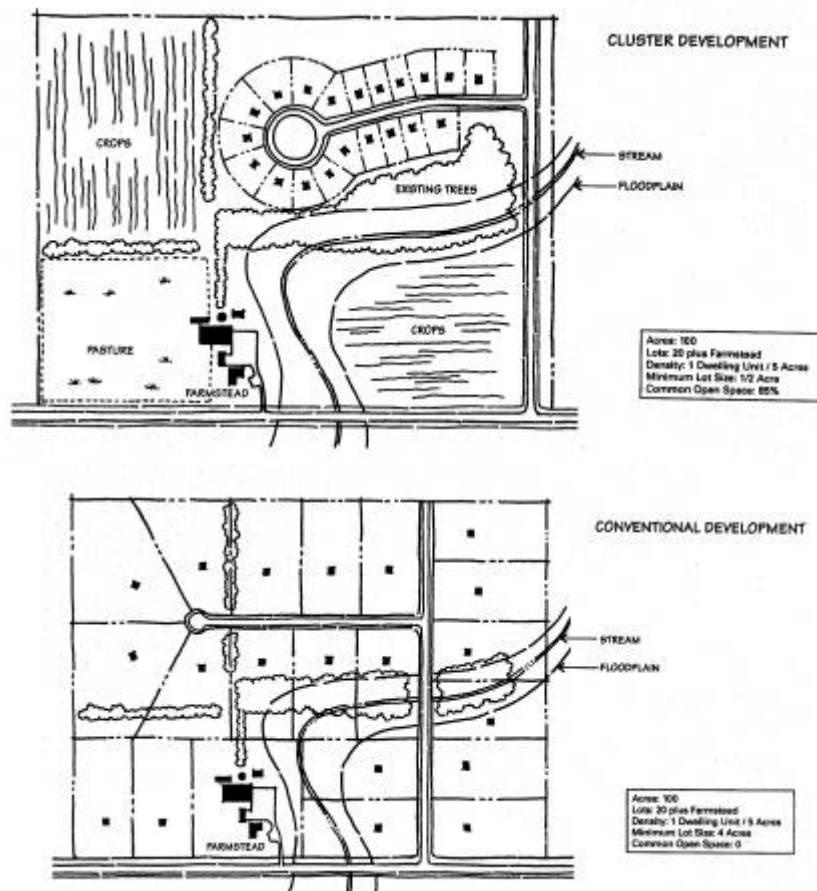 CLUSTER DEVELOPMENT
CROPS
STREAM
EXISTING TREES
FLOODPLAIN
CROPS
PASTURE
FARMSTEAD
Acres: 100
Lots: 20 plus Farmstead
Density: 1 Dwelling Unit / 5 Acres
Minimum Lot Size: 1/2 Acre
Common Open Space: 85%
CONVENTIONAL DEVELOPMENT
STREAM
FLOODPLAIN
FARMSTEAD
Acres: 100
Lots: 20 plus Farmstead
Density: 1 Dwelling Unit / 5 Acres
Minimum Lot Size: 4 Acres
Common Open Space: 0